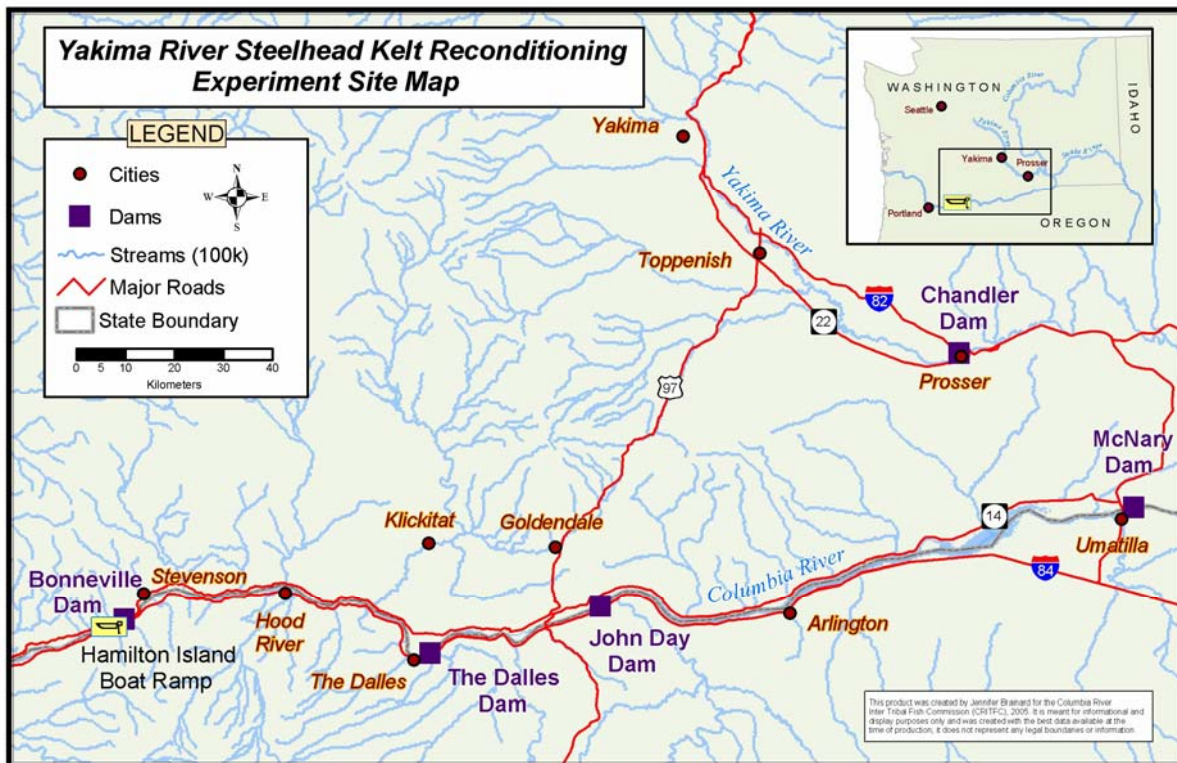 Yakima River Steelhead Kelt Reconditioning
Experiment Site Map
LEGEND
Cities
Dams
Streams (100k)
Major Roads
State Boundary
N
W
E
S
0 5 10 20 30 40
Kilometers
WASHINGTON
Seattle
Columbia River
IDAHO
Yakima River
Yakima
Prosser
Snake River
Portland
OREGON
Yakima
Yakima River
Toppenish
82
22
Chandler
Dam
Prosser
97
McNary
Dam
14
Umatilla
84
Klickitat
Goldendale
Columbia River
Bonneville
Dam
Stevenson
Hood
River
Hamilton Island
Boat Ramp
The Dalles
The Dalles
Dam
John Day
Dam
Arlington
This product was created by Jennifer Brainard for the Columbia River
Inter Tribal Fish Commission (CRITFC), 2005. It is meant for informational and
display purposes only and was created with the best data available at the
time of production, it does not represent any legal boundaries or information.